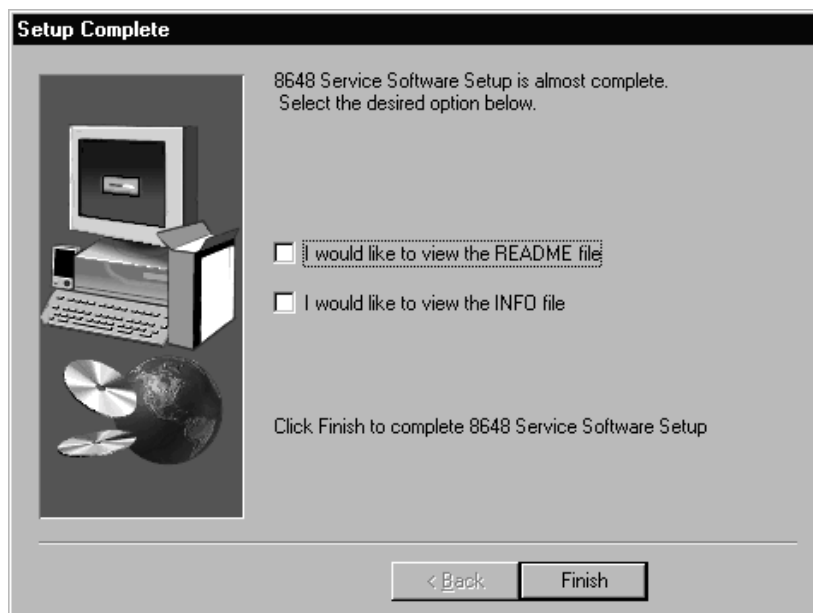 Setup Complete
8648 Service Software Setup is almost complete.
Select the desired option below.
I would like to view the README file
I would like to view the INFO file
Click Finish to complete 8648 Service Software Setup
< Back
Finish